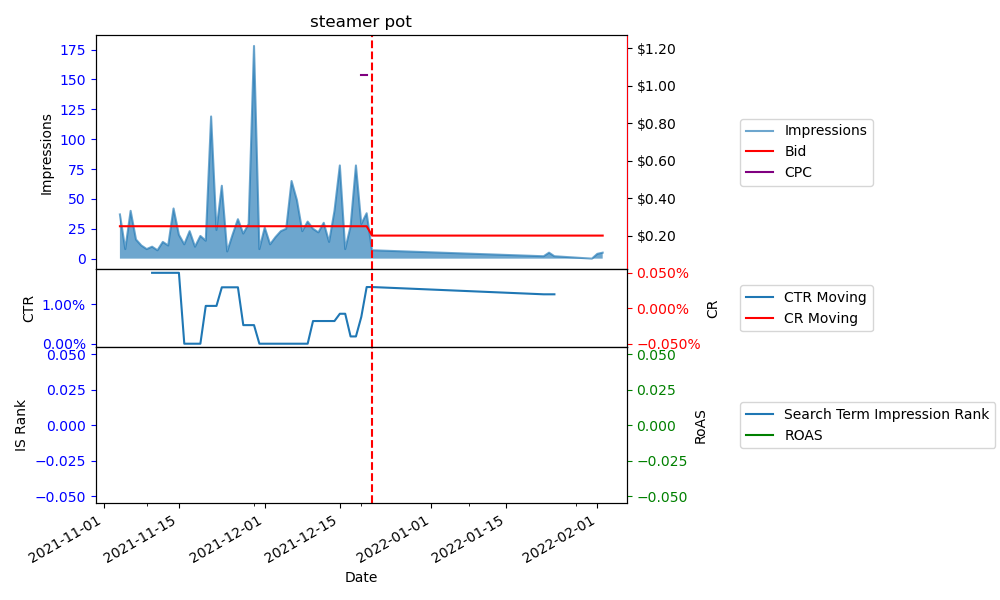 steamer pot
Impressions
175
150
125
100
75
50
25
0
$1.20
$1.00
$0.80
$0.60
$0.40
$0.20
Impressions
Bid
CPC
CTR
1.00%
0.00%
0.050%
0.000%
−0.050%
CR
CTR Moving
CR Moving
IS Rank
0.050
0.025
0.000
−0.025
−0.050
0.050
0.025
0.000
−0.025
−0.050
RoAS
Search Term Impression Rank
ROAS
2021-11-01
2021-11-15
2021-12-01
2021-12-15
2022-01-01
2022-01-15
2022-02-01
Date